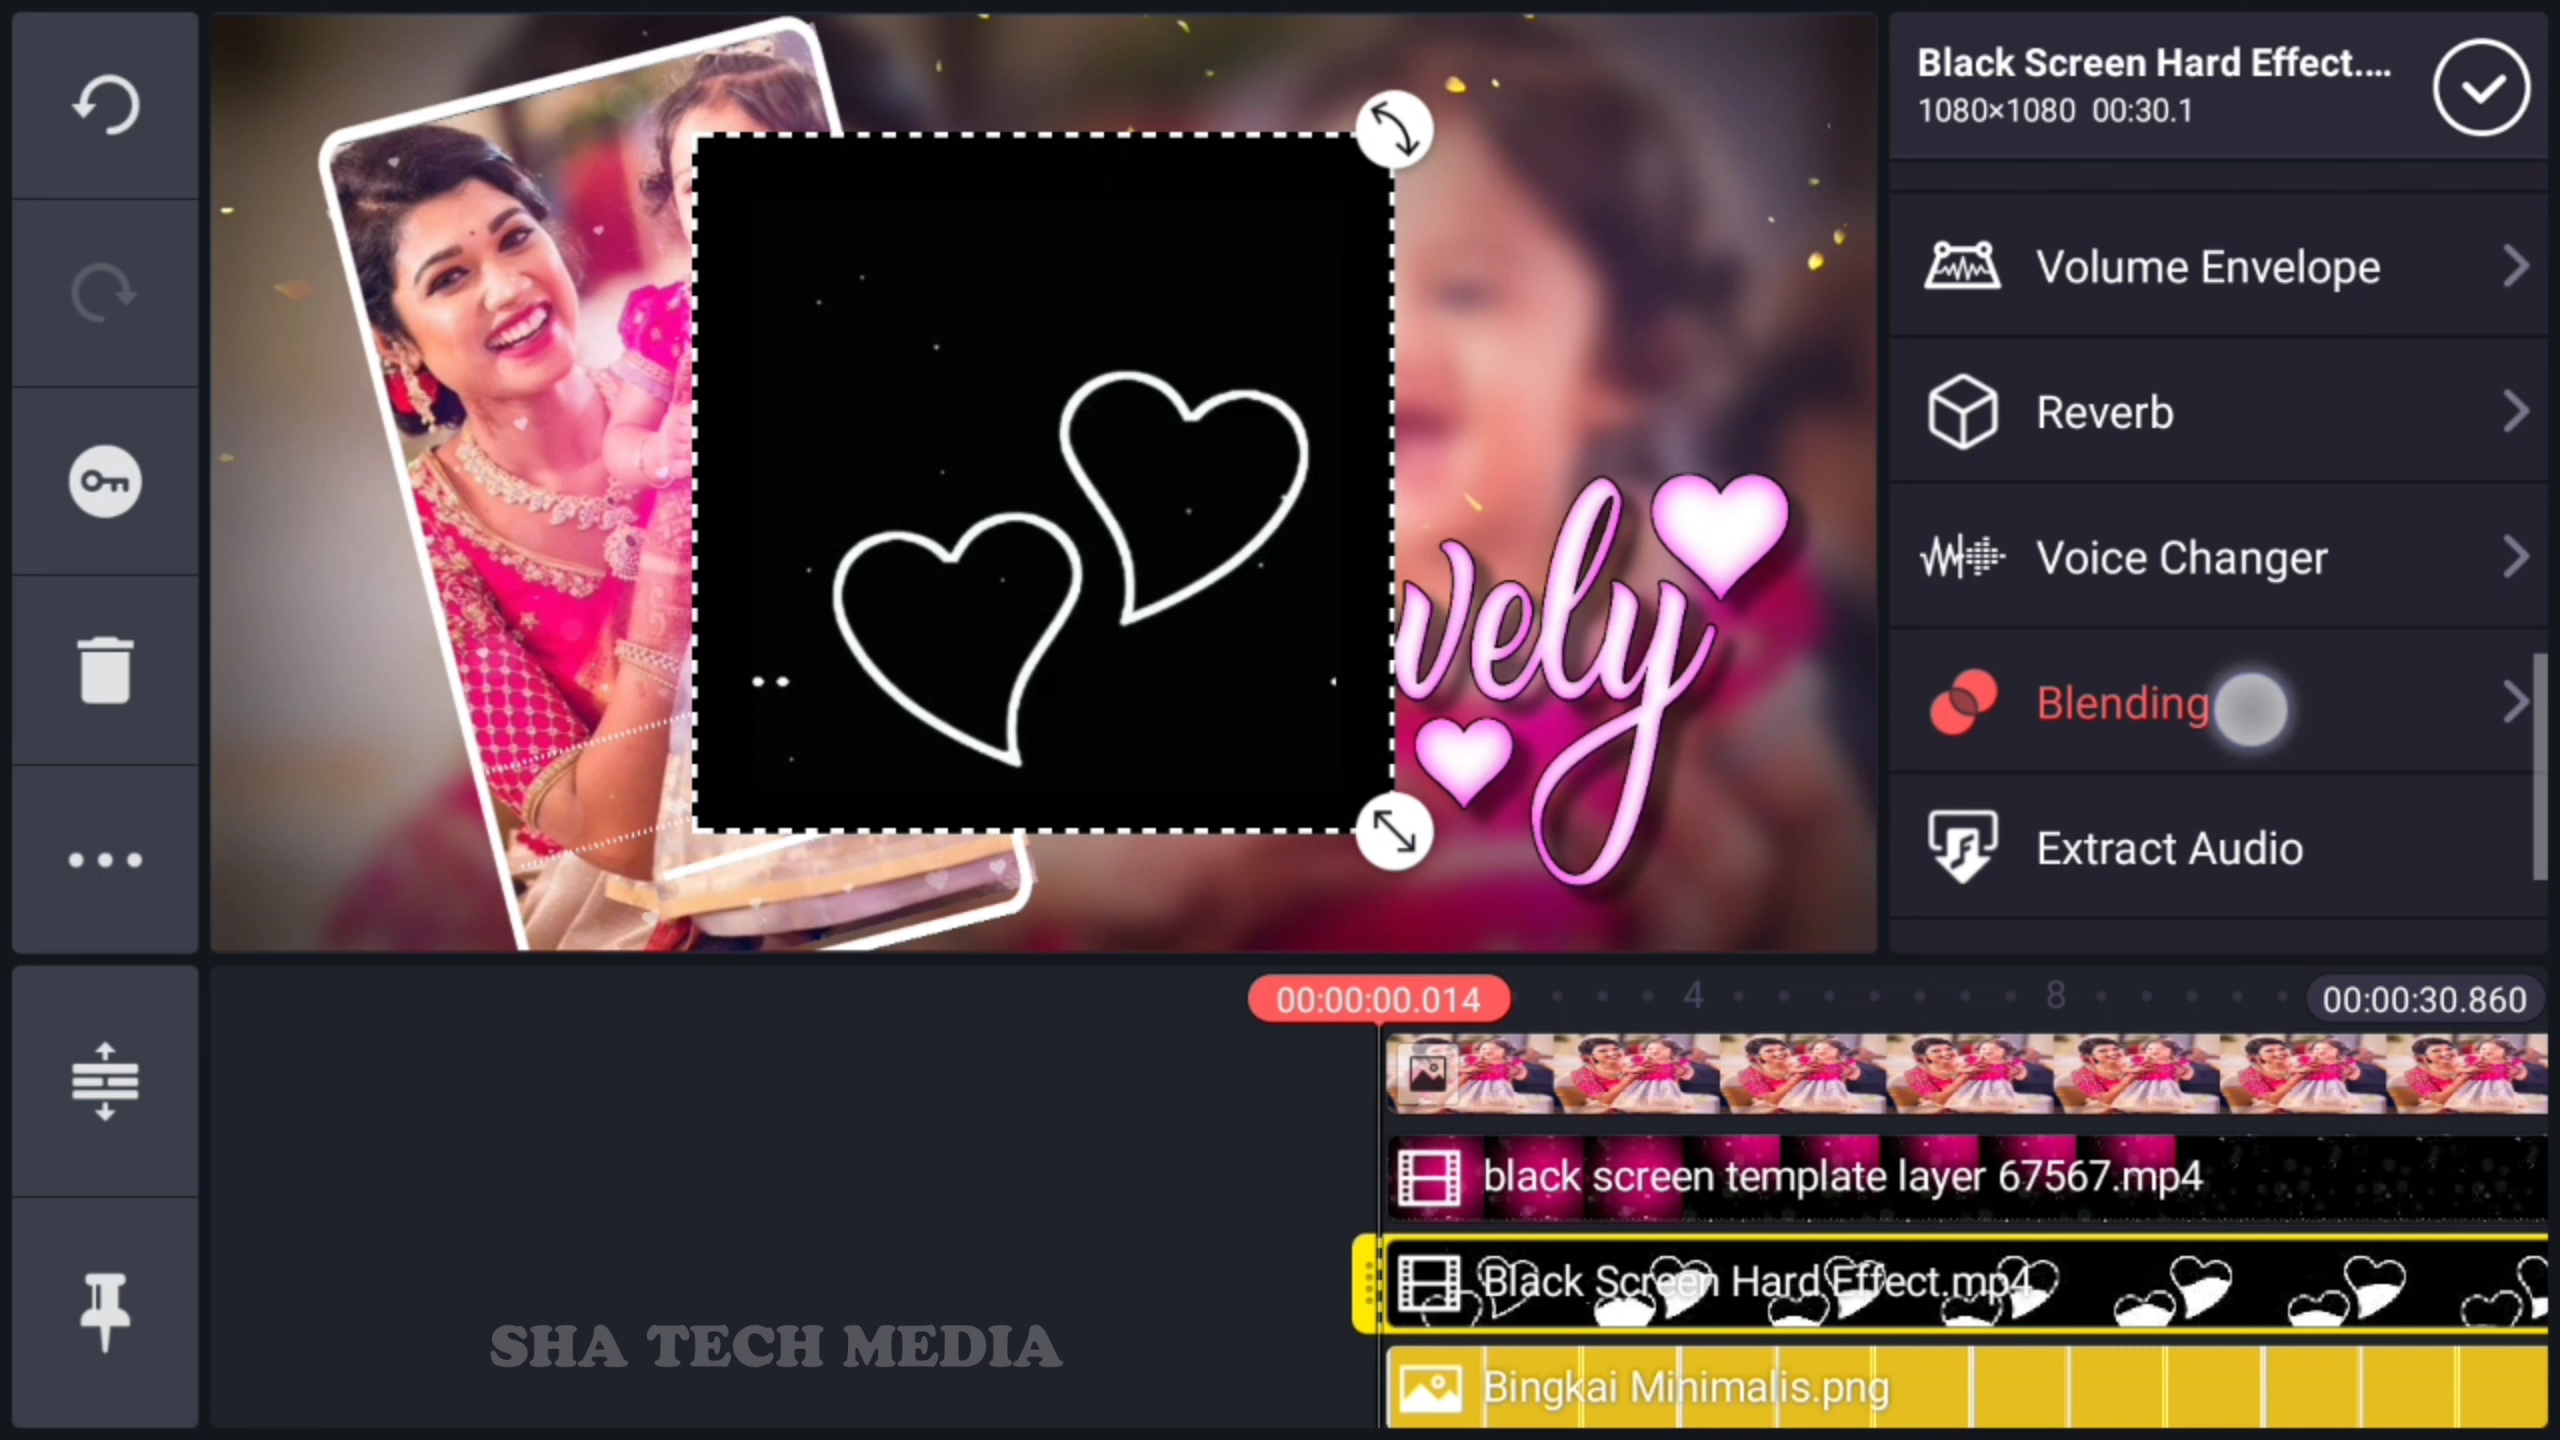 Black Screen Hard Effect....
1080×1080 00:30.1
Volume Envelope
Reverb
Voice Changer
Blending
Extract Audio
vely
00:00:00.014
4
8
00:00:30.860
black screen template layer 67567.mp4
Black Screen Hard Effect.mp4
Bingkai Minimalis.png
SHA TECH MEDIA